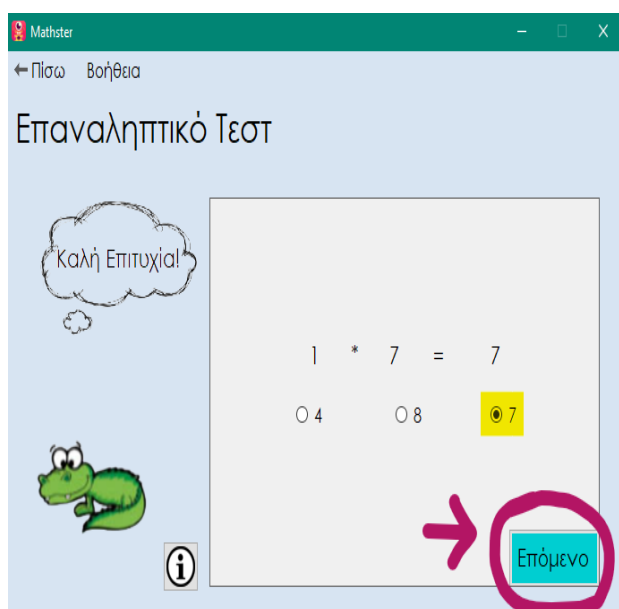 Mathster
Πίσω Βοήθεια
Επαναληπτικό Τεστ
Καλή Επιτυχία!
1 * 7 = 7
4 8 7
Επόμενο